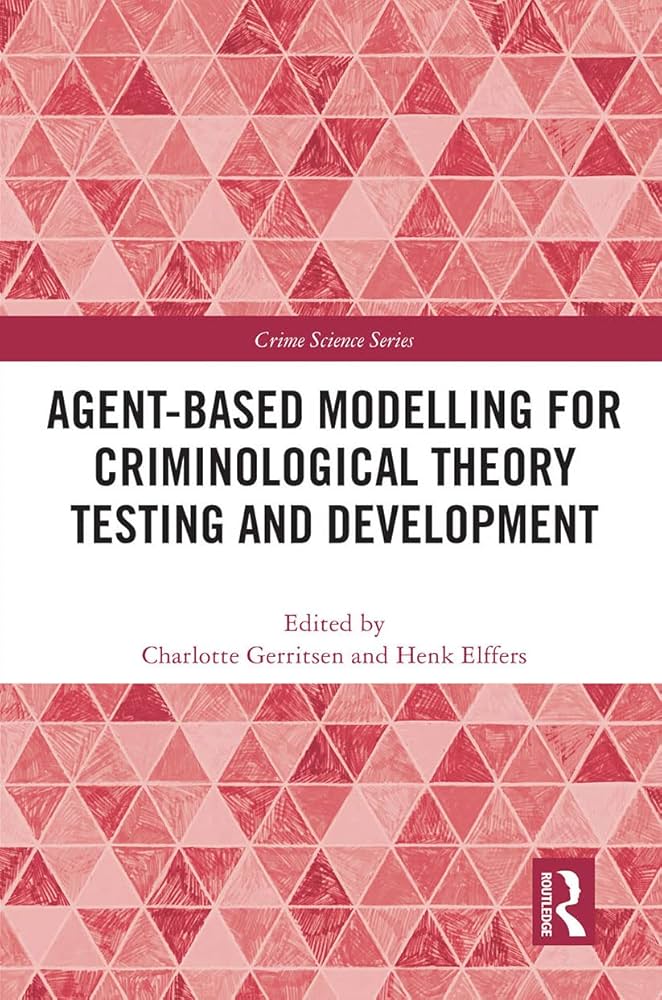 Crime Science Series
AGENT-BASED MODELLING FOR
CRIMINOLOGICAL THEORY
TESTING AND DEVELOPMENT
Edited by
Charlotte Gerritsen and Henk Elffers
ROUTLEDGE